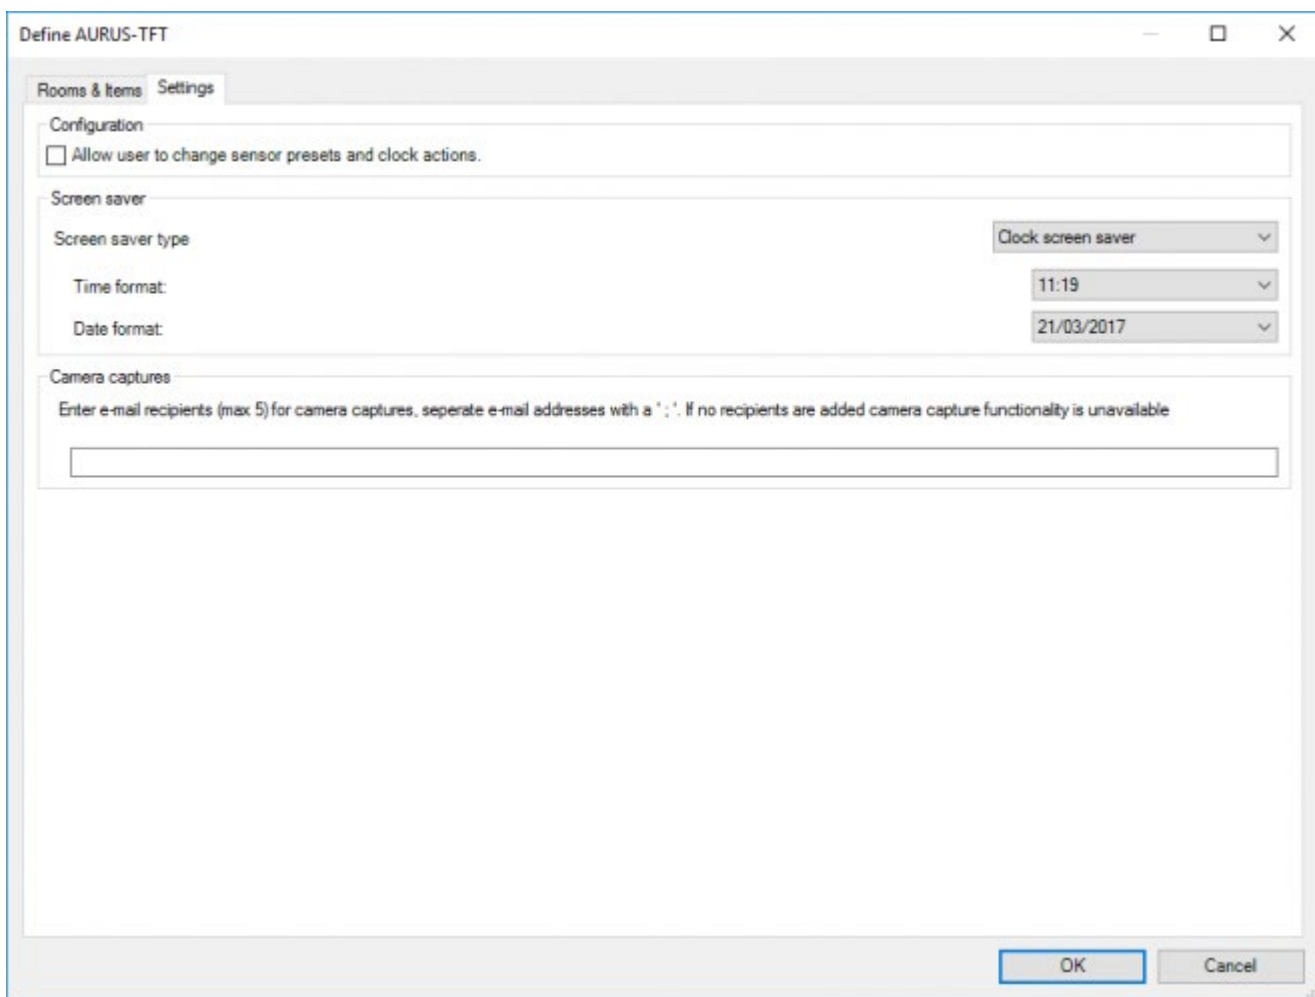 Define AURUS-TFT
Rooms & Items Settings
Configuration
Allow user to change sensor presets and clock actions.
Screen saver
Screen saver type Clock screen saver
Time format: 11:19
Date format: 21/03/2017
Camera captures
Enter e-mail recipients (max 5) for camera captures, seperate e-mail addresses with a ' ; '. If no recipients are added camera capture functionality is unavailable
OK Cancel